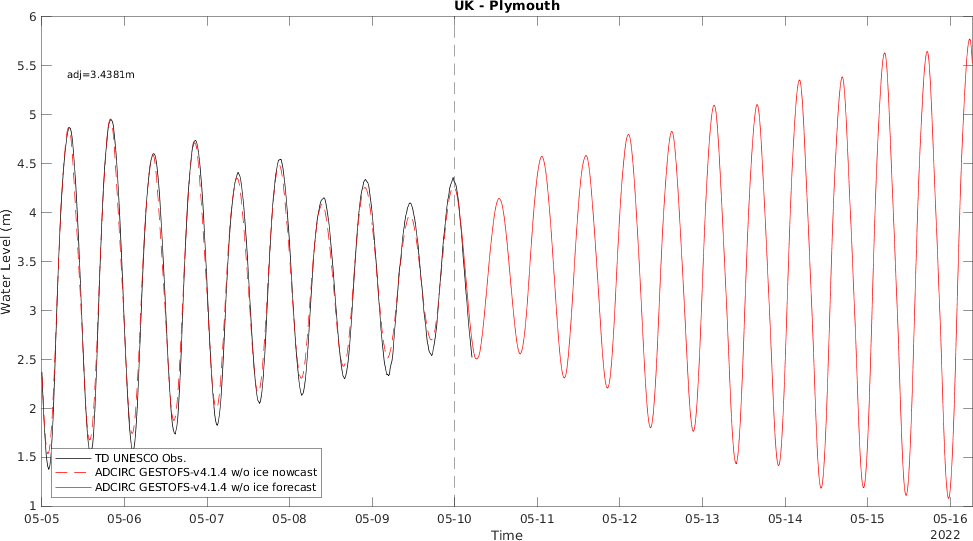 UK - Plymouth
6
5.5
5
4.5
4
3.5
3
2.5
2
1.5
1
Water Level (m)
adj=3.4381m
TD UNESCO Obs.
ADCIRC GESTOFS-v4.1.4 w/o ice nowcast
ADCIRC GESTOFS-v4.1.4 w/o ice forecast
05-05 05-06 05-07 05-08 05-09 05-10 05-11 05-12 05-13 05-14 05-15 05-16
Time
2022